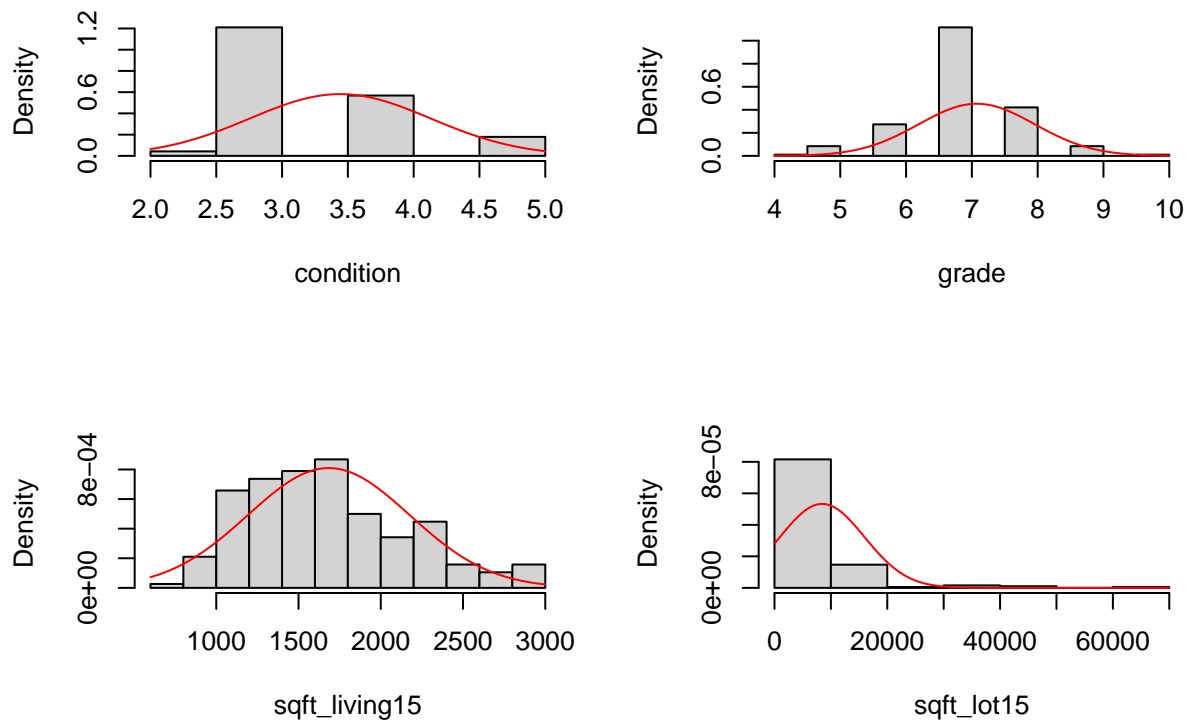 Density
0.0 0.6 1.2
2.0 2.5 3.0 3.5 4.0 4.5 5.0
condition
Density
0.0 0.6
4 5 6 7 8 9 10
grade
Density
0e+00 8e−04
1000 1500 2000 2500 3000
sqft_living15
Density
0e+00 8e−05
0 20000 40000 60000
sqft_lot15